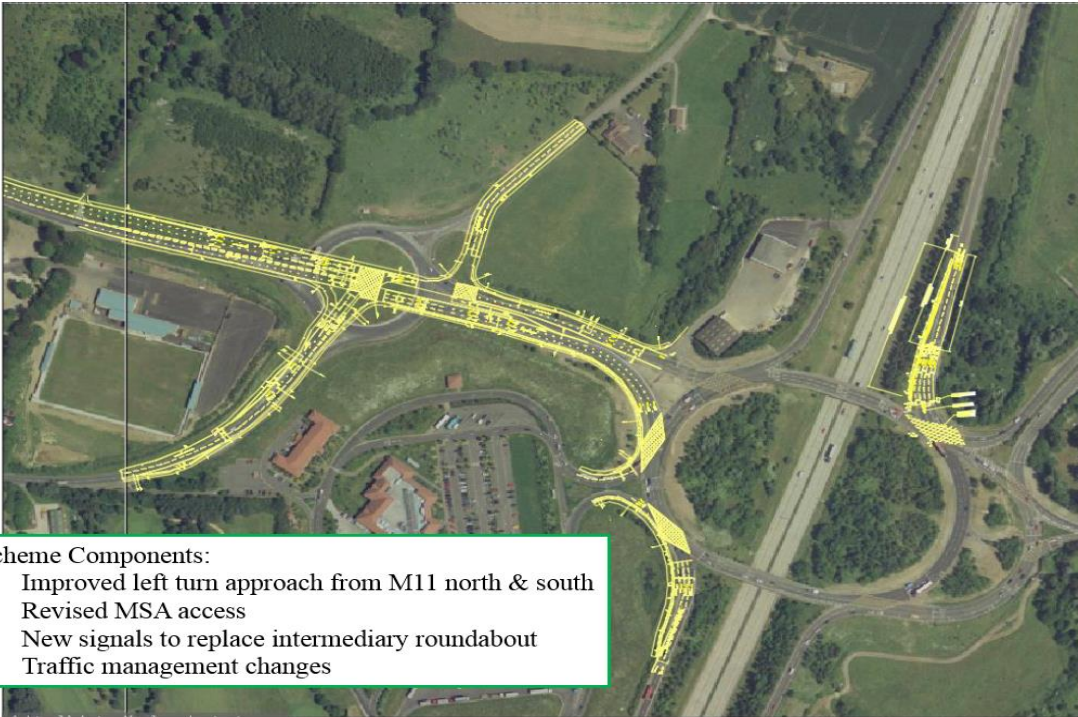 cheme Components:
Improved left turn approach from M11 north & south
Revised MSA access
New signals to replace intermediary roundabout
Traffic management changes